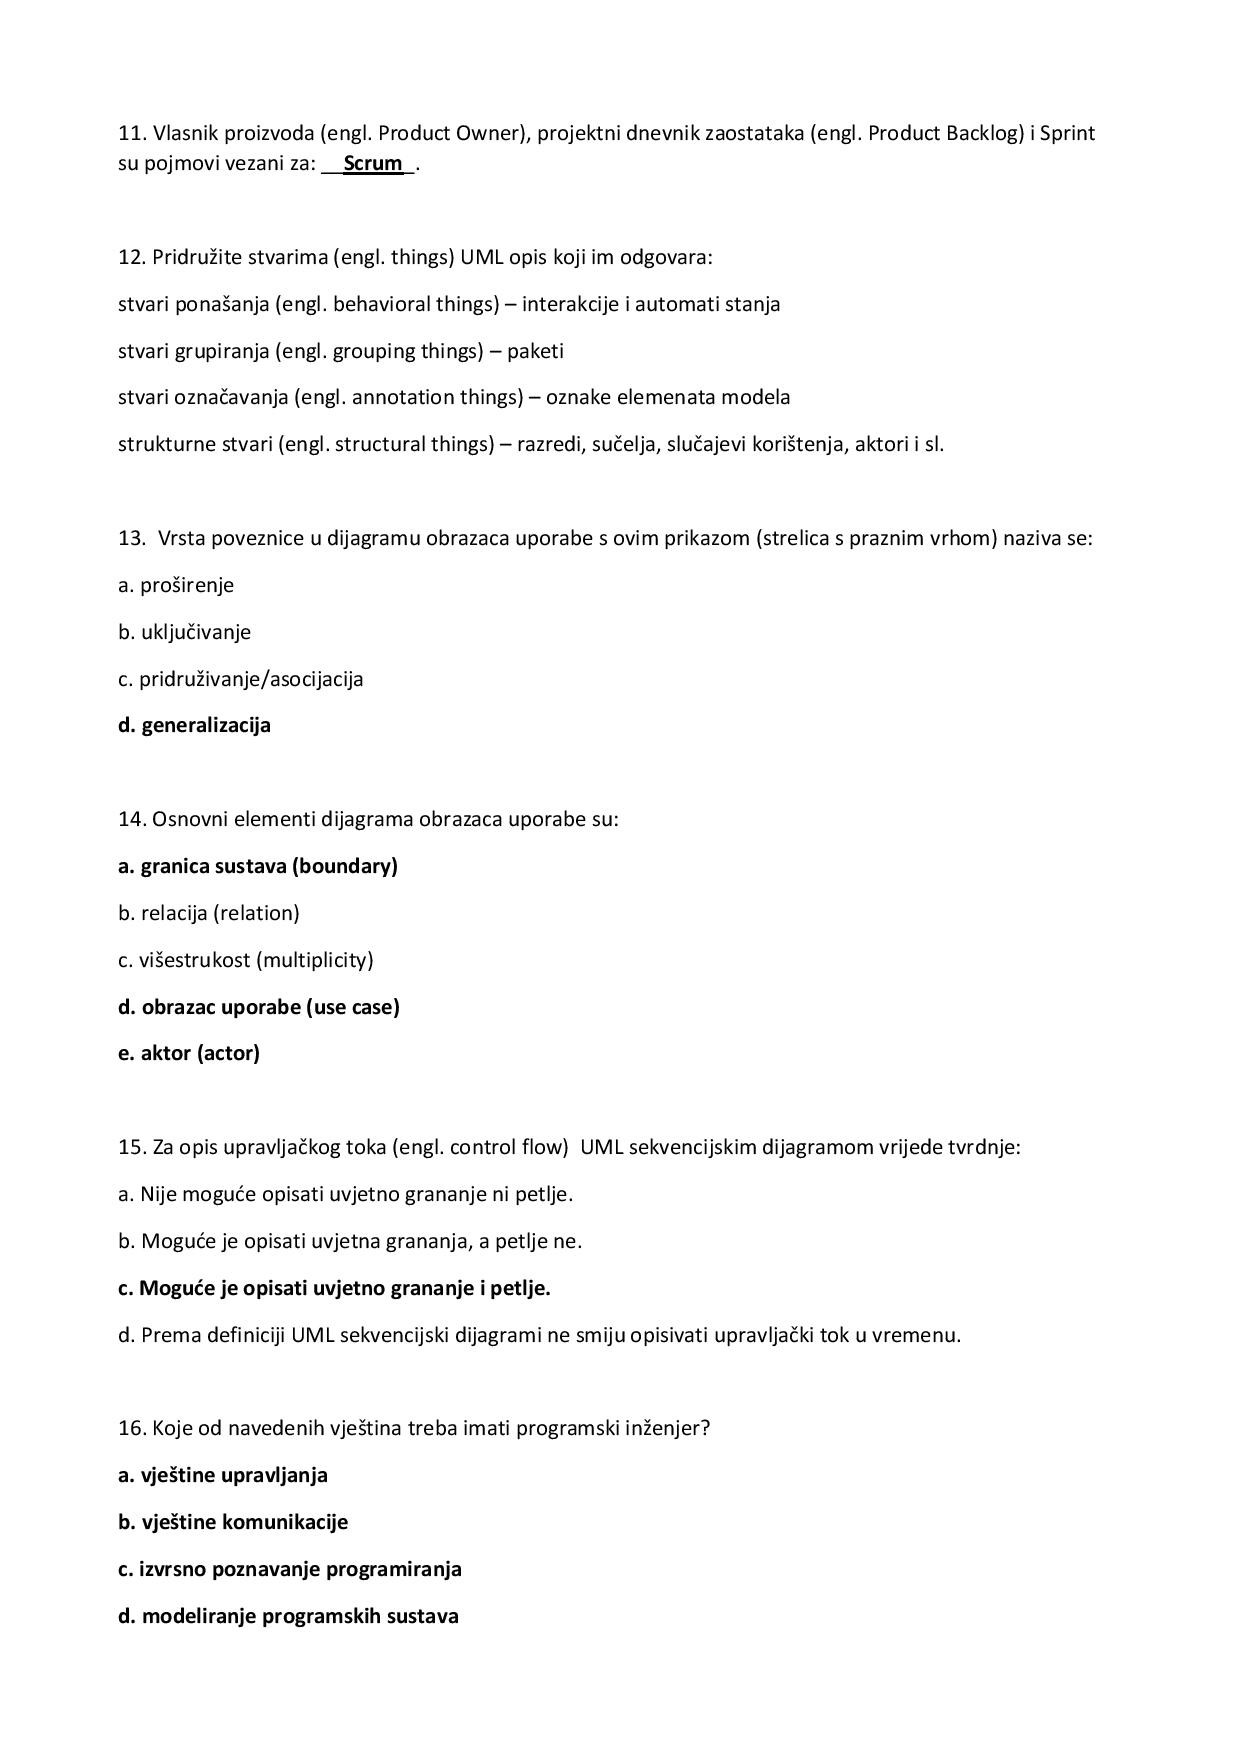 11. Vlasnik proizvoda (engl. Product Owner), projektni dnevnik zaostataka (engl. Product Backlog) i Sprint
su pojmovi vezani za: __Scrum_.
12. Pridružite stvarima (engl. things) UML opis koji im odgovara:
stvari ponašanja (engl. behavioral things) – interakcije i automati stanja
stvari grupiranja (engl. grouping things) – paketi
stvari označavanja (engl. annotation things) – oznake elemenata modela
strukturne stvari (engl. structural things) – razredi, sučelja, slučajevi korištenja, aktori i sl.
13.  Vrsta poveznice u dijagramu obrazaca uporabe s ovim prikazom (strelica s praznim vrhom) naziva se:
a. proširenje
b. uključivanje
c. pridruživanje/asocijacija
d. generalizacija
14. Osnovni elementi dijagrama obrazaca uporabe su:
a. granica sustava (boundary)
b. relacija (relation)
c. višestrukost (multiplicity)
d. obrazac uporabe (use case)
e. aktor (actor)
15. Za opis upravljačkog toka (engl. control flow)  UML sekvencijskim dijagramom vrijede tvrdnje:
a. Nije moguće opisati uvjetno grananje ni petlje.
b. Moguće je opisati uvjetna grananja, a petlje ne.
c. Moguće je opisati uvjetno grananje i petlje.
d. Prema definiciji UML sekvencijski dijagrami ne smiju opisivati upravljački tok u vremenu.
16. Koje od navedenih vještina treba imati programski inženjer?
a. vještine upravljanja
b. vještine komunikacije
c. izvrsno poznavanje programiranja
d. modeliranje programskih sustava